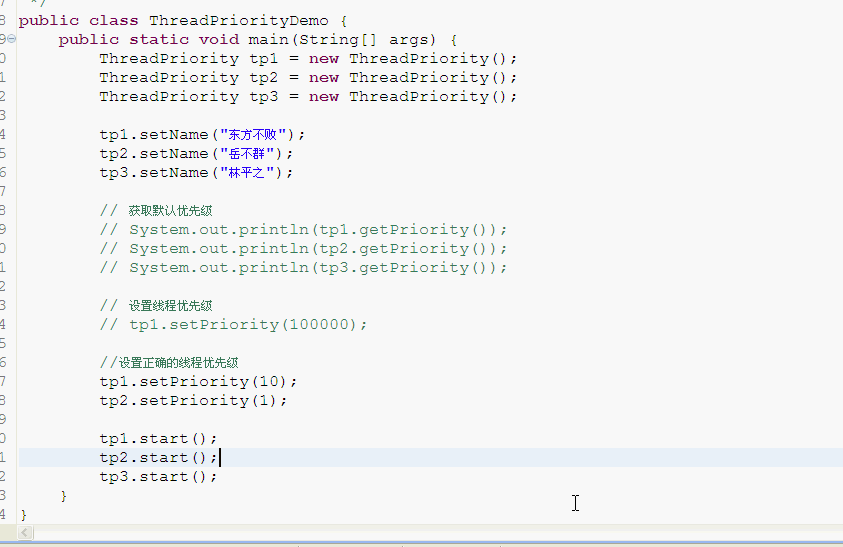 7 */
8 public class ThreadPriorityDemo {
9 public static void main(String[] args) {
0 ThreadPriority tp1 = new ThreadPriority();
1 ThreadPriority tp2 = new ThreadPriority();
2 ThreadPriority tp3 = new ThreadPriority();
3
4 tp1.setName("东方不败");
5 tp2.setName("岳不群");
6 tp3.setName("林平之");
7
8 // 获取默认优先级
9 // System.out.println(tp1.getPriority());
0 // System.out.println(tp2.getPriority());
1 // System.out.println(tp3.getPriority());
2
3 // 设置线程优先级
4 // tp1.setPriority(100000);
5
6 //设置正确的线程优先级
7 tp1.setPriority(10);
8 tp2.setPriority(1);
9
0 tp1.start();
1 tp2.start();
2 tp3.start();
3 }
4 }